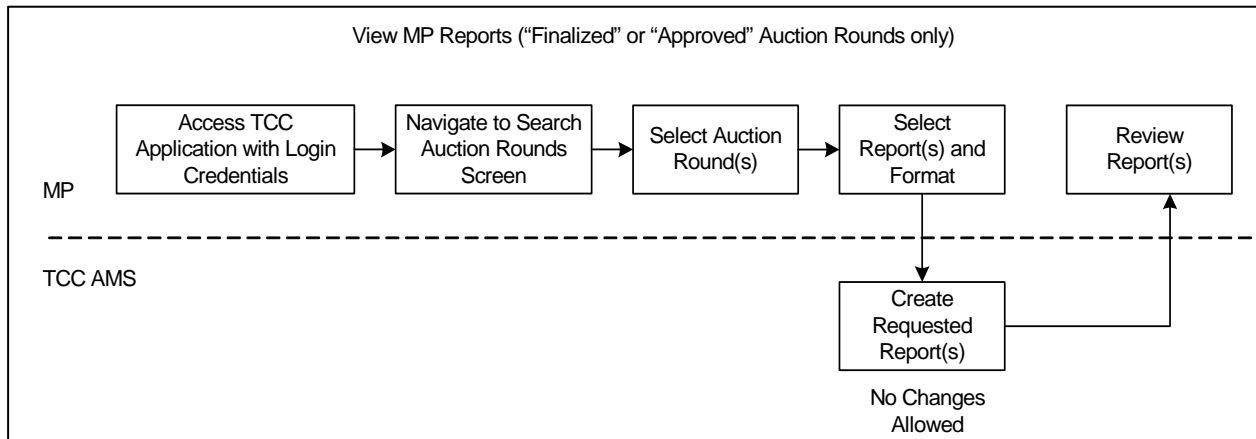 View MP Reports (“Finalized” or “Approved” Auction Rounds only)
Access TCC
Application with Login
Credentials
Navigate to Search
Auction Rounds
Screen
Select Auction
Round(s)
Select
Report(s) and
Format
Review
Report(s)
MP
TCC AMS
Create
Requested
Report(s)
No Changes
Allowed